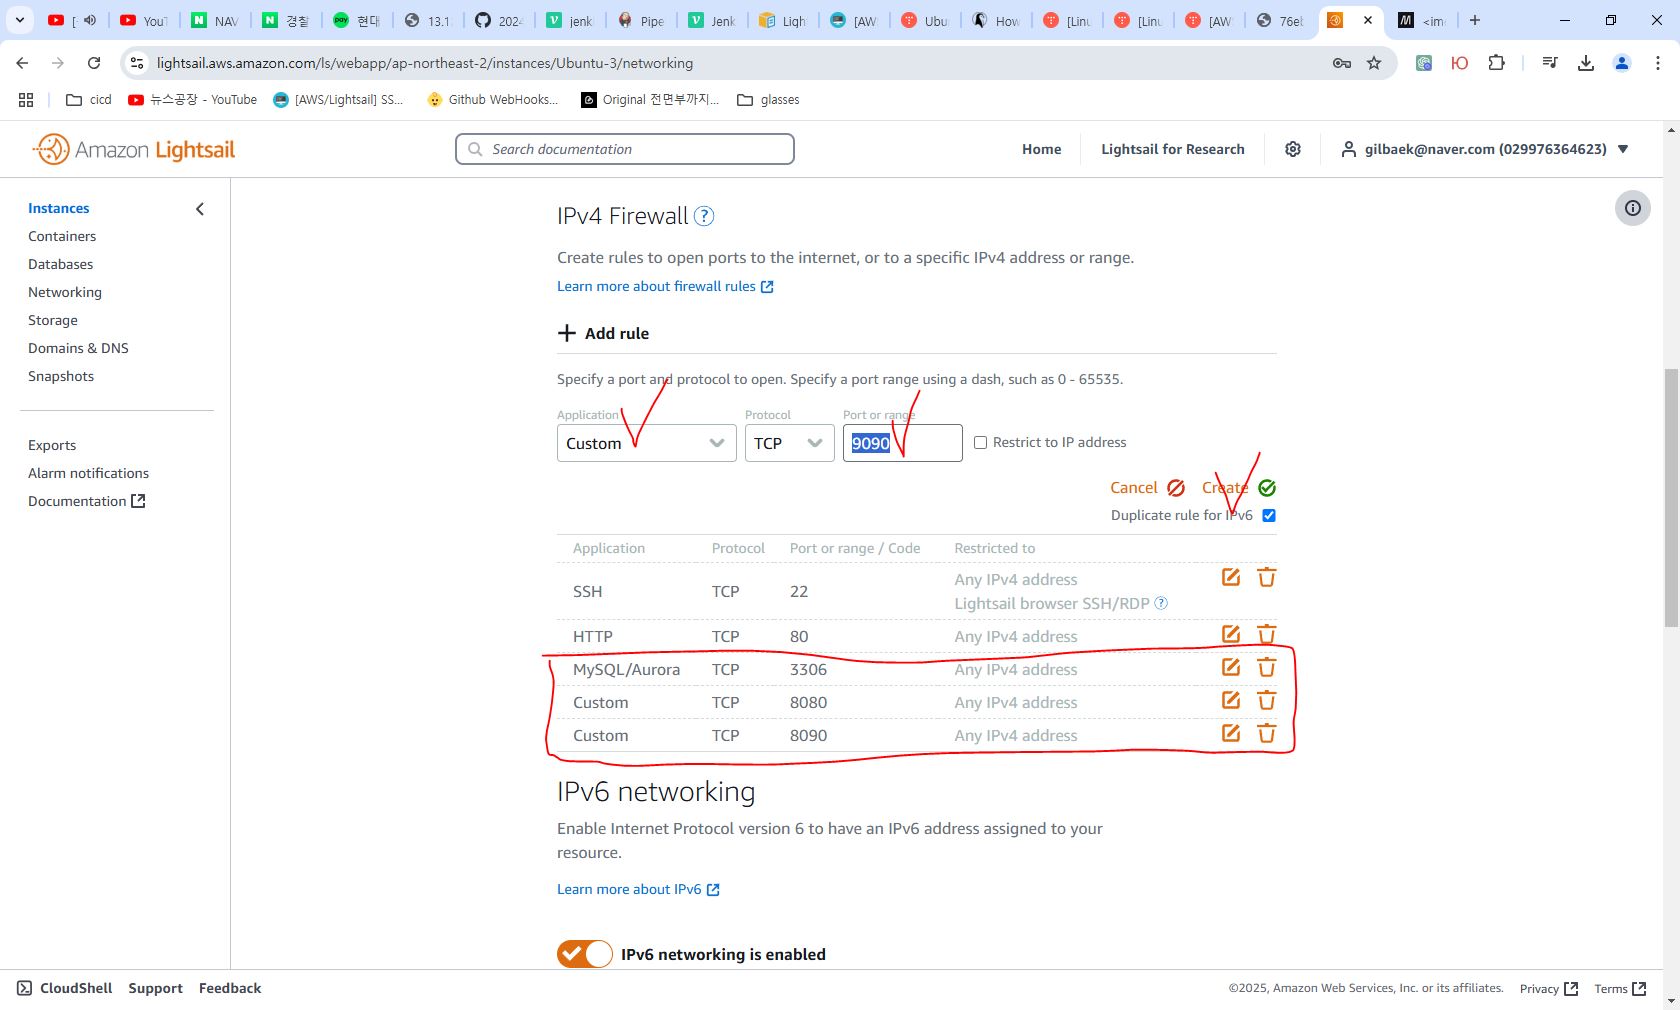 [
YouT
NAV
경찰
현대
13.1
2024
jenk
Pipe
Jenk
Ligh
[AW
Ubu
How
[Linu
[Linu
[AW
76eb
<im
lightsail.aws.amazon.com/ls/webapp/ap-northeast-2/instances/Ubuntu-3/networking
cicd
뉴스공장 - YouTube
[AWS/Lightsail] SS...
Github WebHooks...
Original 전면부까지...
glasses
Amazon Lightsail
Search documentation
Home
Lightsail for Research
gilbaek@naver.com (029976364623)
Instances
Containers
Databases
Networking
Storage
Domains & DNS
Snapshots
Exports
Alarm notifications
Documentation
IPv4 Firewall ?
Create rules to open ports to the internet, or to a specific IPv4 address or range.
Learn more about firewall rules
+ Add rule
Specify a port and protocol to open. Specify a port range using a dash, such as 0 - 65535.
Application Protocol Port or range
Custom TCP 9090 Restrict to IP address
Cancel Create
Duplicate rule for IPv6
Application Protocol Port or range / Code Restricted to
SSH TCP 22 Any IPv4 address
Lightsail browser SSH/RDP ?
HTTP TCP 80 Any IPv4 address
MySQL/Aurora TCP 3306 Any IPv4 address
Custom TCP 8080 Any IPv4 address
Custom TCP 8090 Any IPv4 address
IPv6 networking
Enable Internet Protocol version 6 to have an IPv6 address assigned to your
resource.
Learn more about IPv6
IPv6 networking is enabled
CloudShell Support Feedback
©2025, Amazon Web Services, Inc. or its affiliates. Privacy Terms